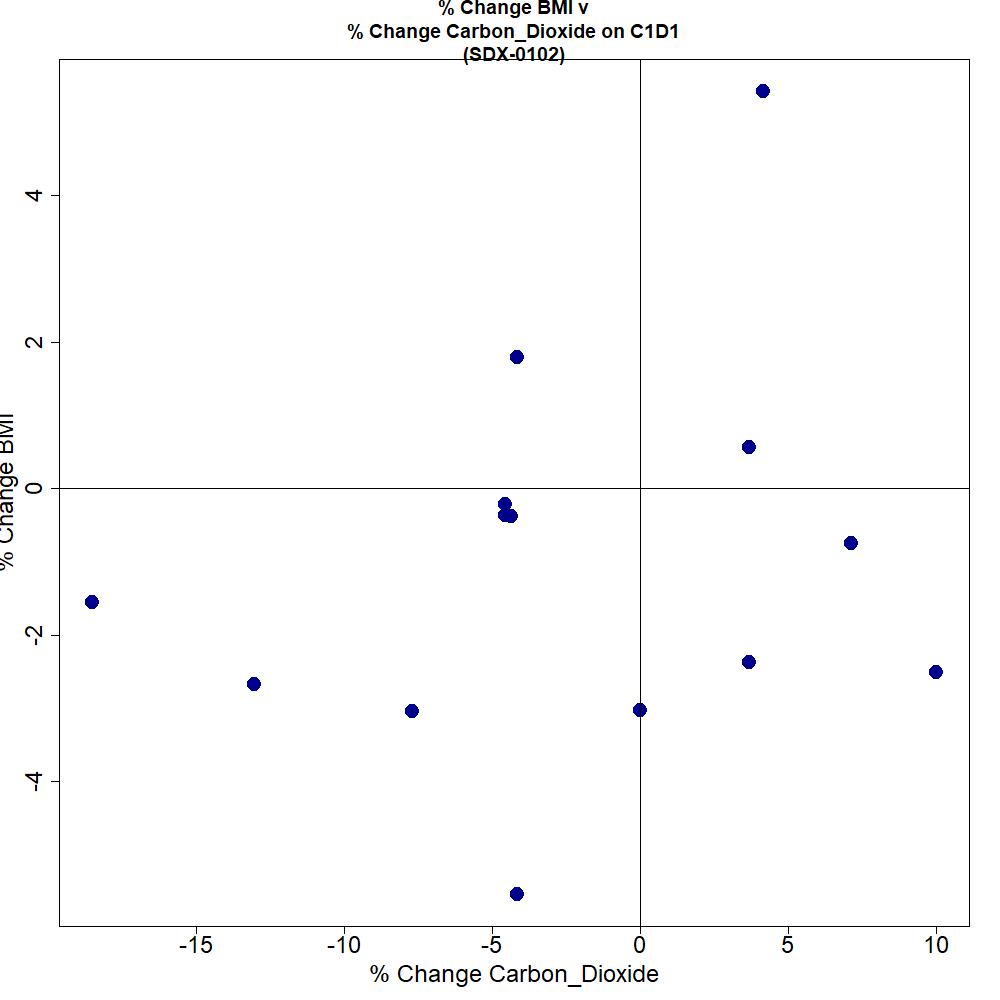 % Change BMI v
% Change Carbon_Dioxide on C1D1
(SDX-0102)
% Change BMI
4
2
0
-2
-4
-15 -10 -5 0 5 10
% Change Carbon_Dioxide